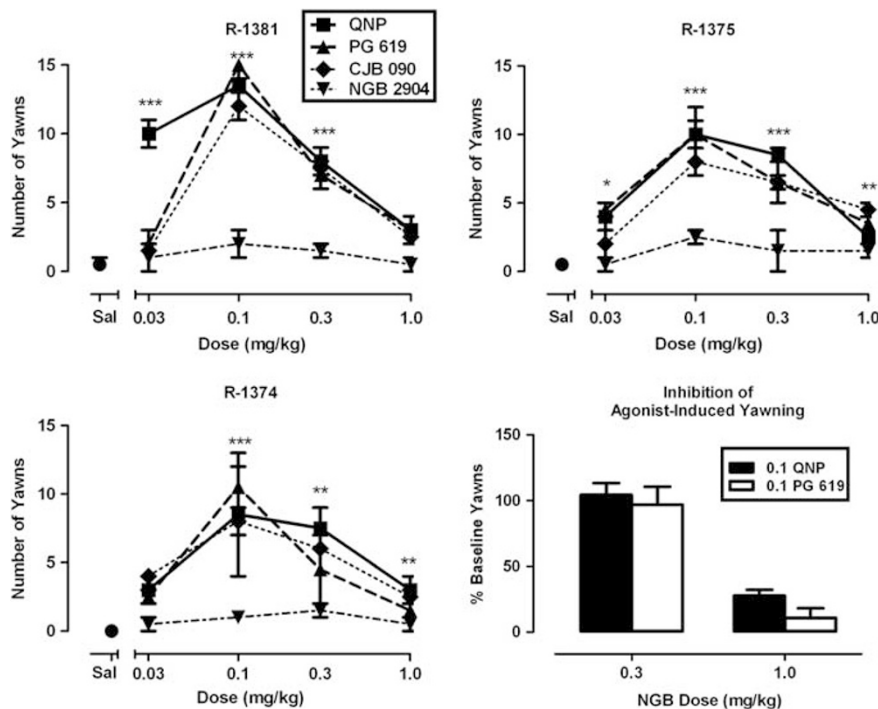 R-1381
QNP
PG 619
CJB 090
NGB 2904
Number of Yawns
15
10
5
0
***
***
***
Sal
0.03
0.1
0.3
1.0
Dose (mg/kg)
R-1375
Number of Yawns
15
10
5
0
*
***
***
**
Sal
0.03
0.1
0.3
1.0
Dose (mg/kg)
R-1374
Number of Yawns
15
10
5
0
***
**
**
Sal
0.03
0.1
0.3
1.0
Dose (mg/kg)
Inhibition of
Agonist-Induced Yawning
% Baseline Yawns
150
100
50
0
0.1 QNP
0.1 PG 619
0.3
1.0
NGB Dose (mg/kg)